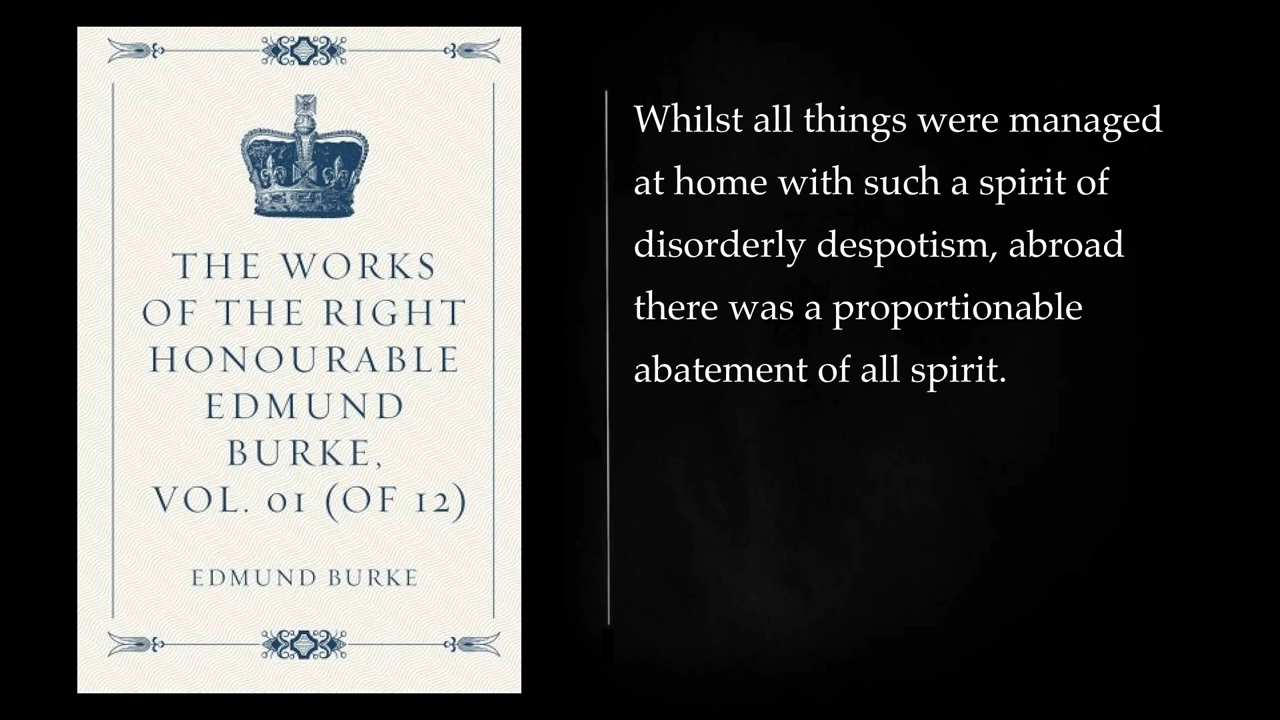 THE WORKS
OF THE RIGHT
HONOURABLE
EDMUND
BURKE,
VOL. 01 (OF 12)
EDMUND BURKE
Whilst all things were managed
at home with such a spirit of
disorderly despotism, abroad
there was a proportionable
abatement of all spirit.